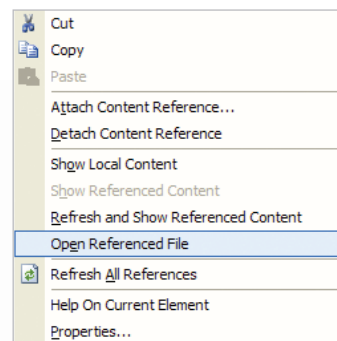 Cut
Copy
Paste
Attach Content Reference...
Detach Content Reference
Show Local Content
Show Referenced Content
Refresh and Show Referenced Content
Open Referenced File
Refresh All References
Help On Current Element
Properties...